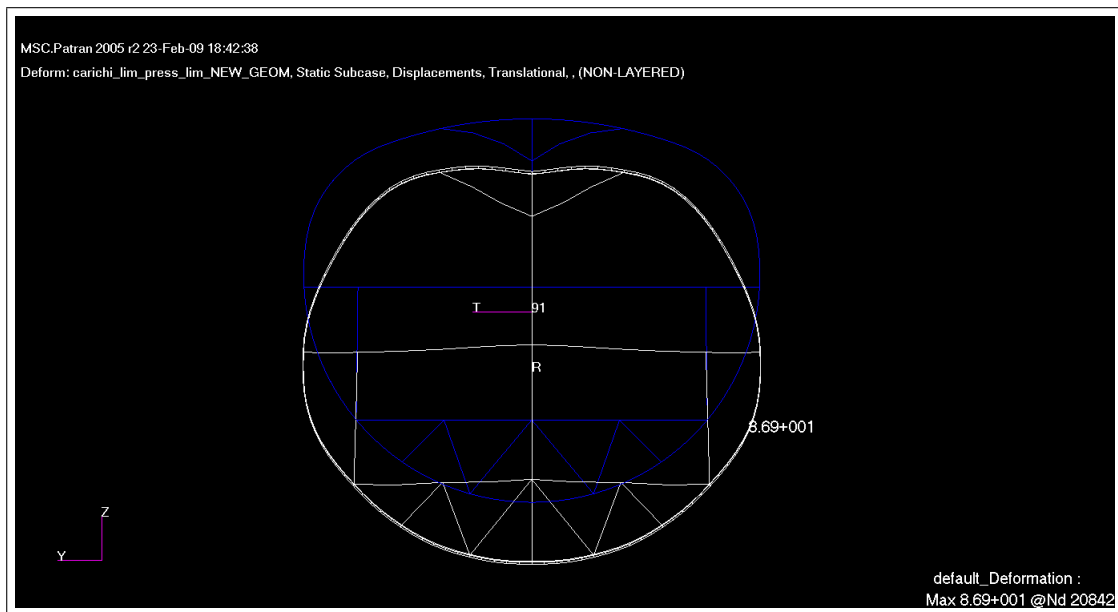 MSC.Patran 2005 r2 23-Feb-09 18:42:38
Deform: carichi_lim_press_lim_NEW_GEOM, Static Subcase, Displacements, Translational, , (NON-LAYERED)
T 91
R
8.69+001
Z
Y
default_Deformation :
Max 8.69+001 @Nd 20842